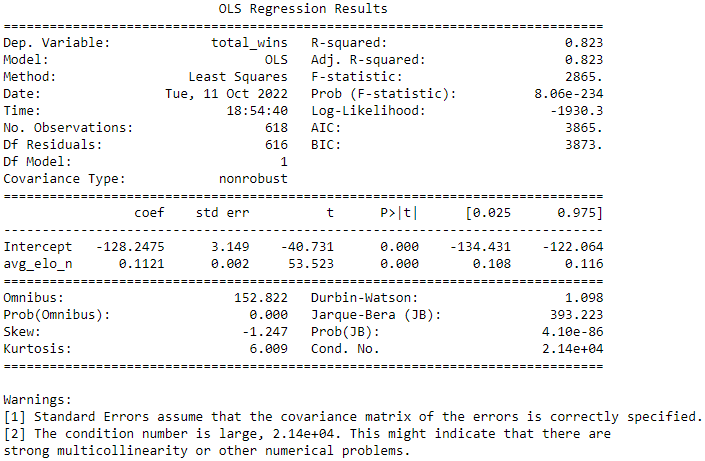 OLS Regression Results
==============================================================================
Dep. Variable: total_wins R-squared: 0.823
Model: OLS Adj. R-squared: 0.823
Method: Least Squares F-statistic: 2865.
Date: Tue, 11 Oct 2022 Prob (F-statistic): 8.06e-234
Time: 18:54:40 Log-Likelihood: -1930.3
No. Observations: 618 AIC: 3865.
Df Residuals: 616 BIC: 3873.
Df Model: 1
Covariance Type: nonrobust
==============================================================================
coef std err t P>|t| [0.025 0.975]
------------------------------------------------------------------------------
Intercept -128.2475 3.149 -40.731 0.000 -134.431 -122.064
avg_elo_n 0.1121 0.002 53.523 0.000 0.108 0.116
==============================================================================
Omnibus: 152.822 Durbin-Watson: 1.098
Prob(Omnibus): 0.000 Jarque-Bera (JB): 393.223
Skew: -1.247 Prob(JB): 4.10e-86
Kurtosis: 6.009 Cond. No. 2.14e+04
==============================================================================
Warnings:
[1] Standard Errors assume that the covariance matrix of the errors is correctly specified.
[2] The condition number is large, 2.14e+04. This might indicate that there are
strong multicollinearity or other numerical problems.